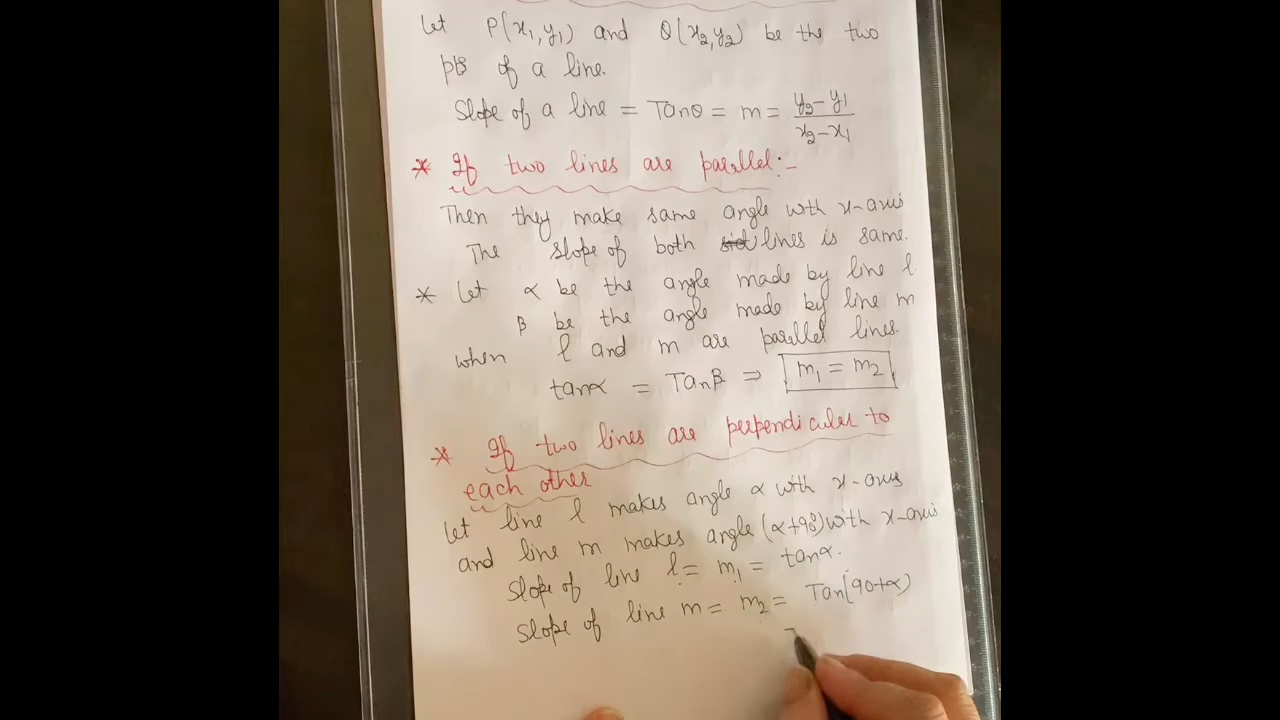 Let P(x₁,y₁) and Q(x₂,y₂) be the two
pts of a line.
Slope of a line = Tanθ = m = (y₂-y₁)/(x₂-x₁)
* If two lines are parallel:-
Then they make same angle with x-axis
The slope of both lines is same.
* Let α be the angle made by line l.
β be the angle made by line m
when l and m are parallel lines.
tanα = Tanβ ⇒ m₁ = m₂
* If two lines are perpendicular to
each other
Let line l makes angle α with x-axis
and line m makes angle (α+90°) with x-axis
slope of line l = m₁ = tanα.
slope of line m = m₂ = Tan(90+α)